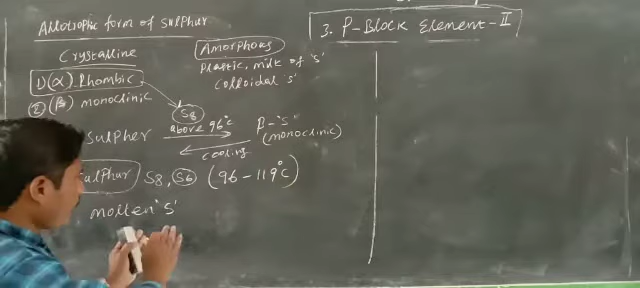 Allotropic form of sulphur
Crystalline
1) (α) Rhombic
(2) (β) monoclinic
Amorphous
Plastic, milk of 'S'
colloidal 'S'
S8
sulpher above 96°C β-"S"
(monoclinic)
cooling
Sulphur S8, S6 (96 - 119°C)
molten 'S'
3. P-Block Element-II